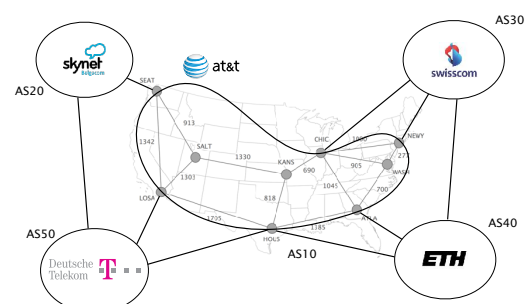 AS30
skynet
belgacom
at&t
swisscom
SEAT
AS20
913
CHIC
1000
NEWY
1342
SALT
1330
KANS
690
905
WASH
1303
1045
700
818
LOSA
1705
ATLA
1385
AS40
AS50
HOUS
AS10
ETH
Deutsche
Telekom
T